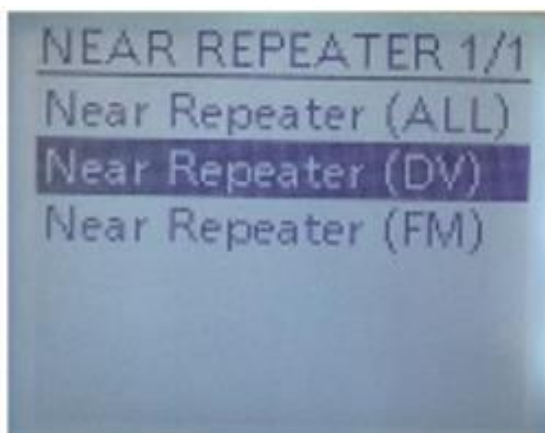 NEAR REPEATER 1/1
Near Repeater (ALL)
Near Repeater (DV)
Near Repeater (FM)